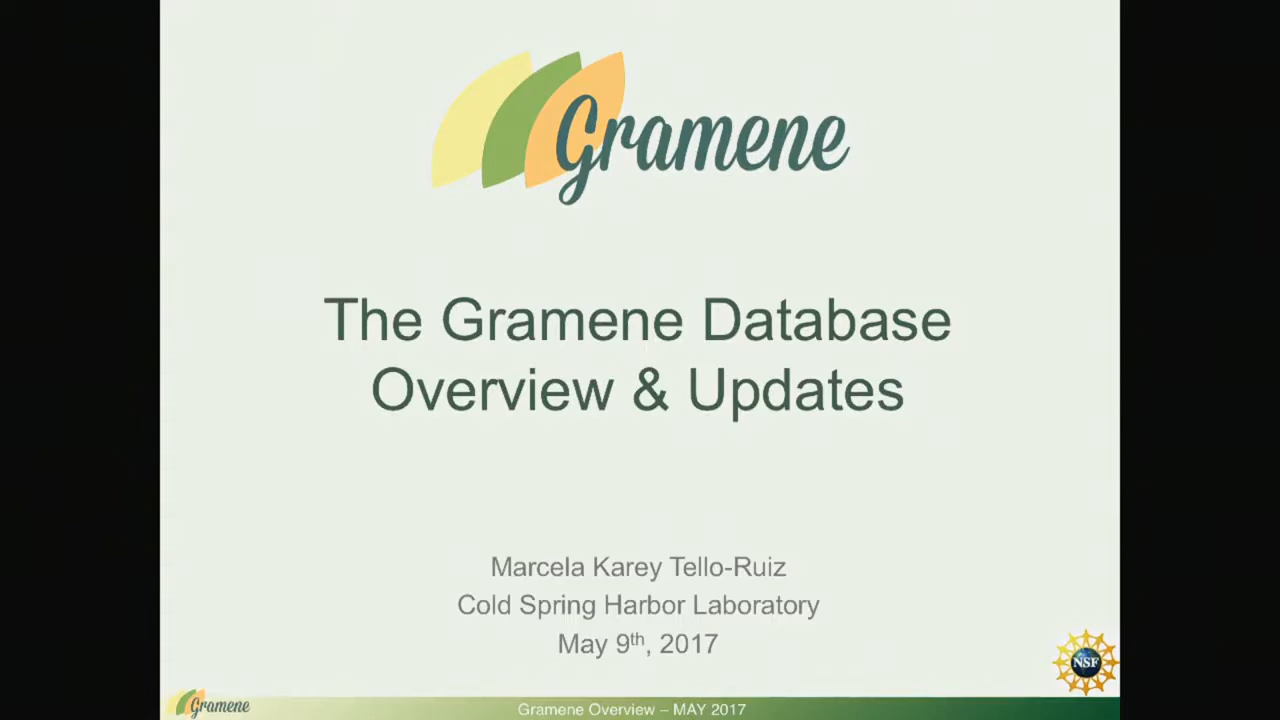 Gramene
The Gramene Database
Overview & Updates
Marcela Karey Tello-Ruiz
Cold Spring Harbor Laboratory
May 9th, 2017
NSF
Gramene
Gramene Overview – MAY 2017